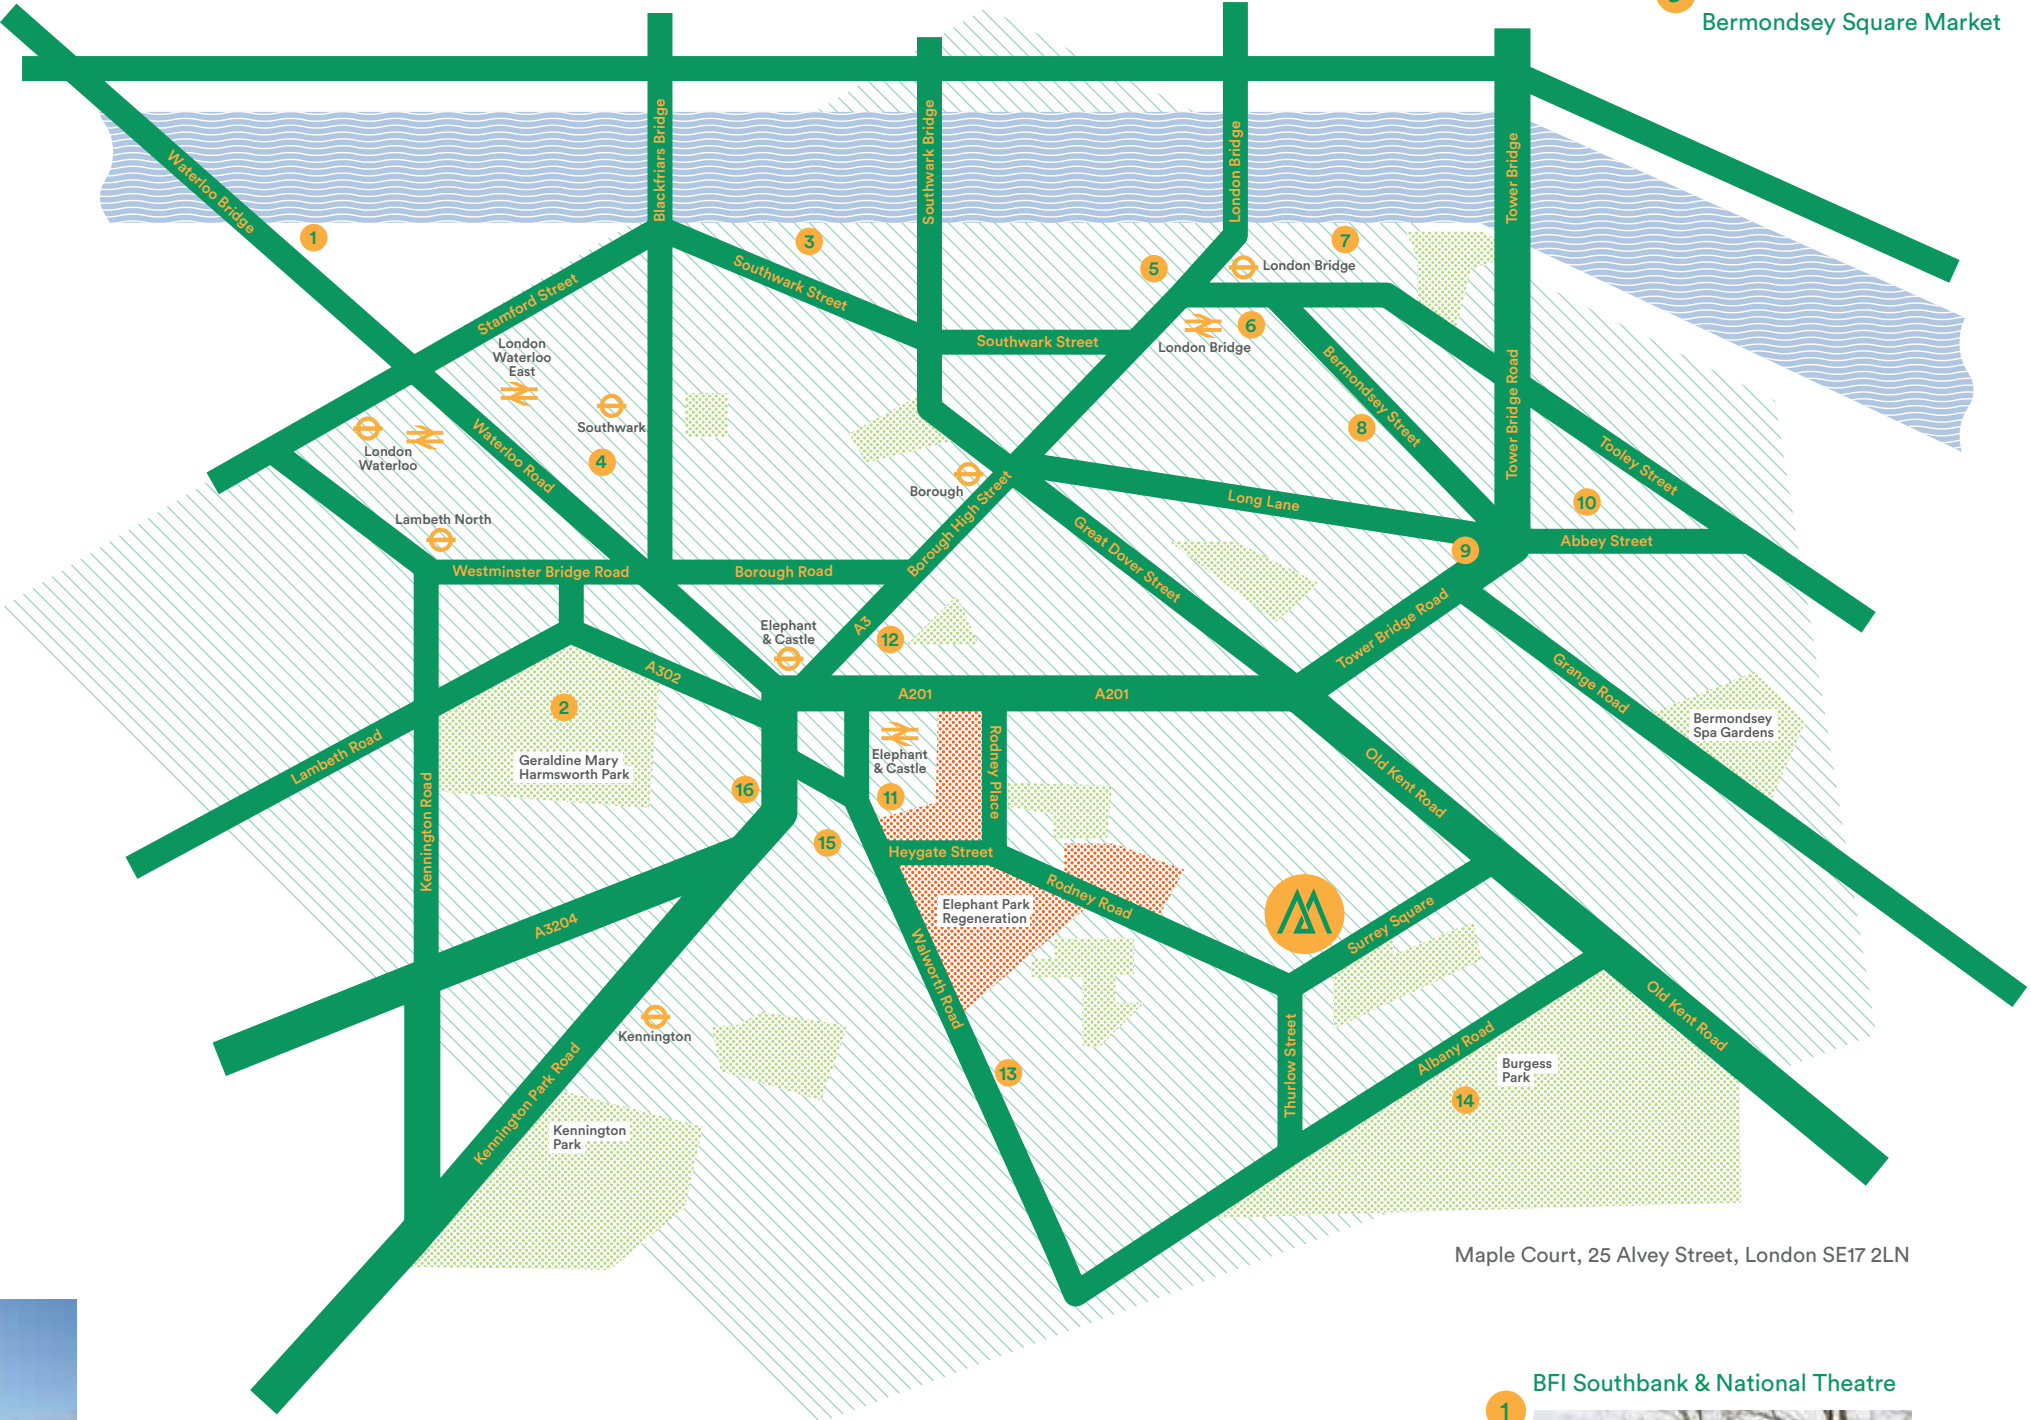 Bermondsey Square Market
Waterloo Bridge
Blackfriars Bridge
Southwark Bridge
London Bridge
Tower Bridge
1
3
5
7
London Bridge
Stamford Street
Southwark Street
Southwark Street
6
London Bridge
London
Waterloo
East
Southwark
4
London
Waterloo
Waterloo Road
Bermondsey Street
8
Tower Bridge Road
Tooley Street
10
Borough
Borough High Street
Long Lane
Great Dover Street
9
Abbey Street
Lambeth North
Westminster Bridge Road
Borough Road
Elephant
& Castle
A3
12
Tower Bridge Road
Grange Road
A302
A201
A201
2
Geraldine Mary
Harmsworth Park
Lambeth Road
Kennington Road
16
Elephant
& Castle
11
Rodney Place
Old Kent Road
Bermondsey
Spa Gardens
15
Heygate Street
Rodney Road
Elephant Park
Regeneration
Surrey Square
A3204
Walworth Road
Kennington
Kennington Park Road
13
Thurlow Street
Albany Road
Old Kent Road
Burgess
Park
14
Kennington
Park
Maple Court, 25 Alvey Street, London SE17 2LN
BFI Southbank & National Theatre
1